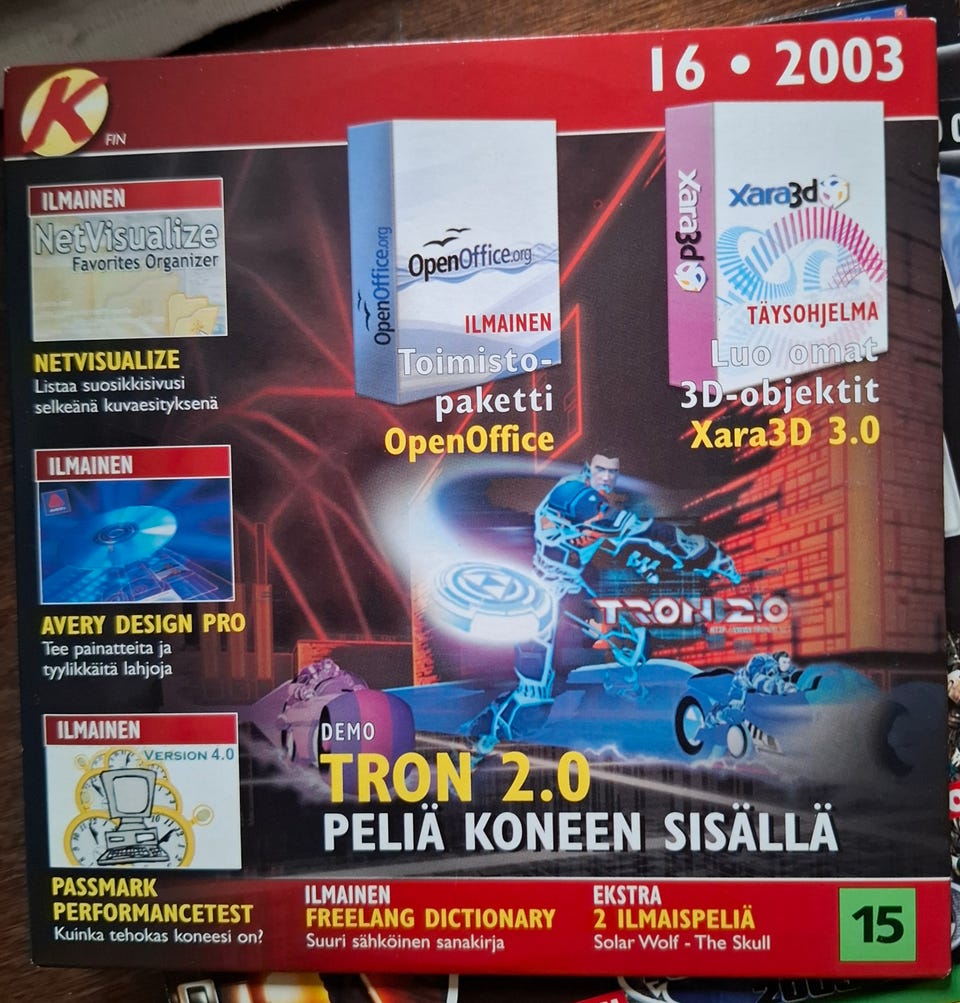 16 • 2003
K
FIN
ILMAINEN
NetVisualize
Favorites Organizer
NETVISUALIZE
Listaa suosikkisivusi
selkeänä kuvaesityksenä
OpenOffice.org
OpenOffice.org
ILMAINEN
Toimisto-
paketti
OpenOffice
xara3d
xara3d
TÄYSOHJELMA
Luo omat
3D-objektit
Xara3D 3.0
ILMAINEN
AVERY DESIGN PRO
Tee painatteita ja
tyylikkäitä lahjoja
TRON 2.0
ILMAINEN
VERSION 4.0
PASSMARK
PERFORMANCETEST
Kuinka tehokas koneesi on?
DEMO
TRON 2.0
PELIÄ KONEEN SISÄLLÄ
ILMAINEN
FREELANG DICTIONARY
Suuri sähköinen sanakirja
EKSTRA
2 ILMAISPELIÄ
Solar Wolf - The Skull
15